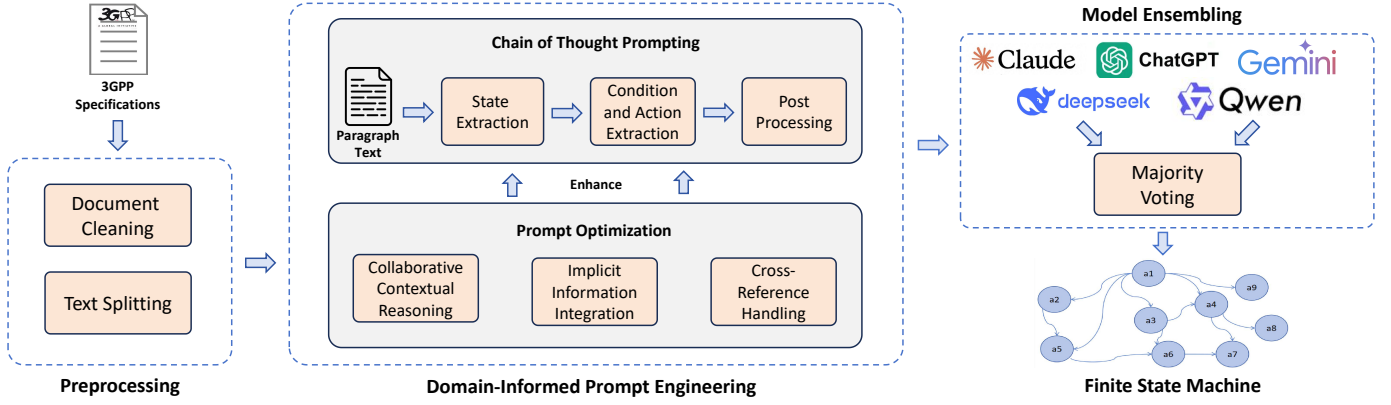 3GPP
A GLOBAL INITIATIVE
3GPP
Specifications
Document
Cleaning
Text Splitting
Preprocessing
Chain of Thought Prompting
Paragraph
Text
State
Extraction
Condition
and Action
Extraction
Post
Processing
Enhance
Prompt Optimization
Collaborative
Contextual
Reasoning
Implicit
Information
Integration
Cross-
Reference
Handling
Domain-Informed Prompt Engineering
Model Ensembling
Claude
ChatGPT
Gemini
deepseek
Qwen
Majority
Voting
a1
a2
a9
a4
a3
a8
a5
a6
a7
Finite State Machine